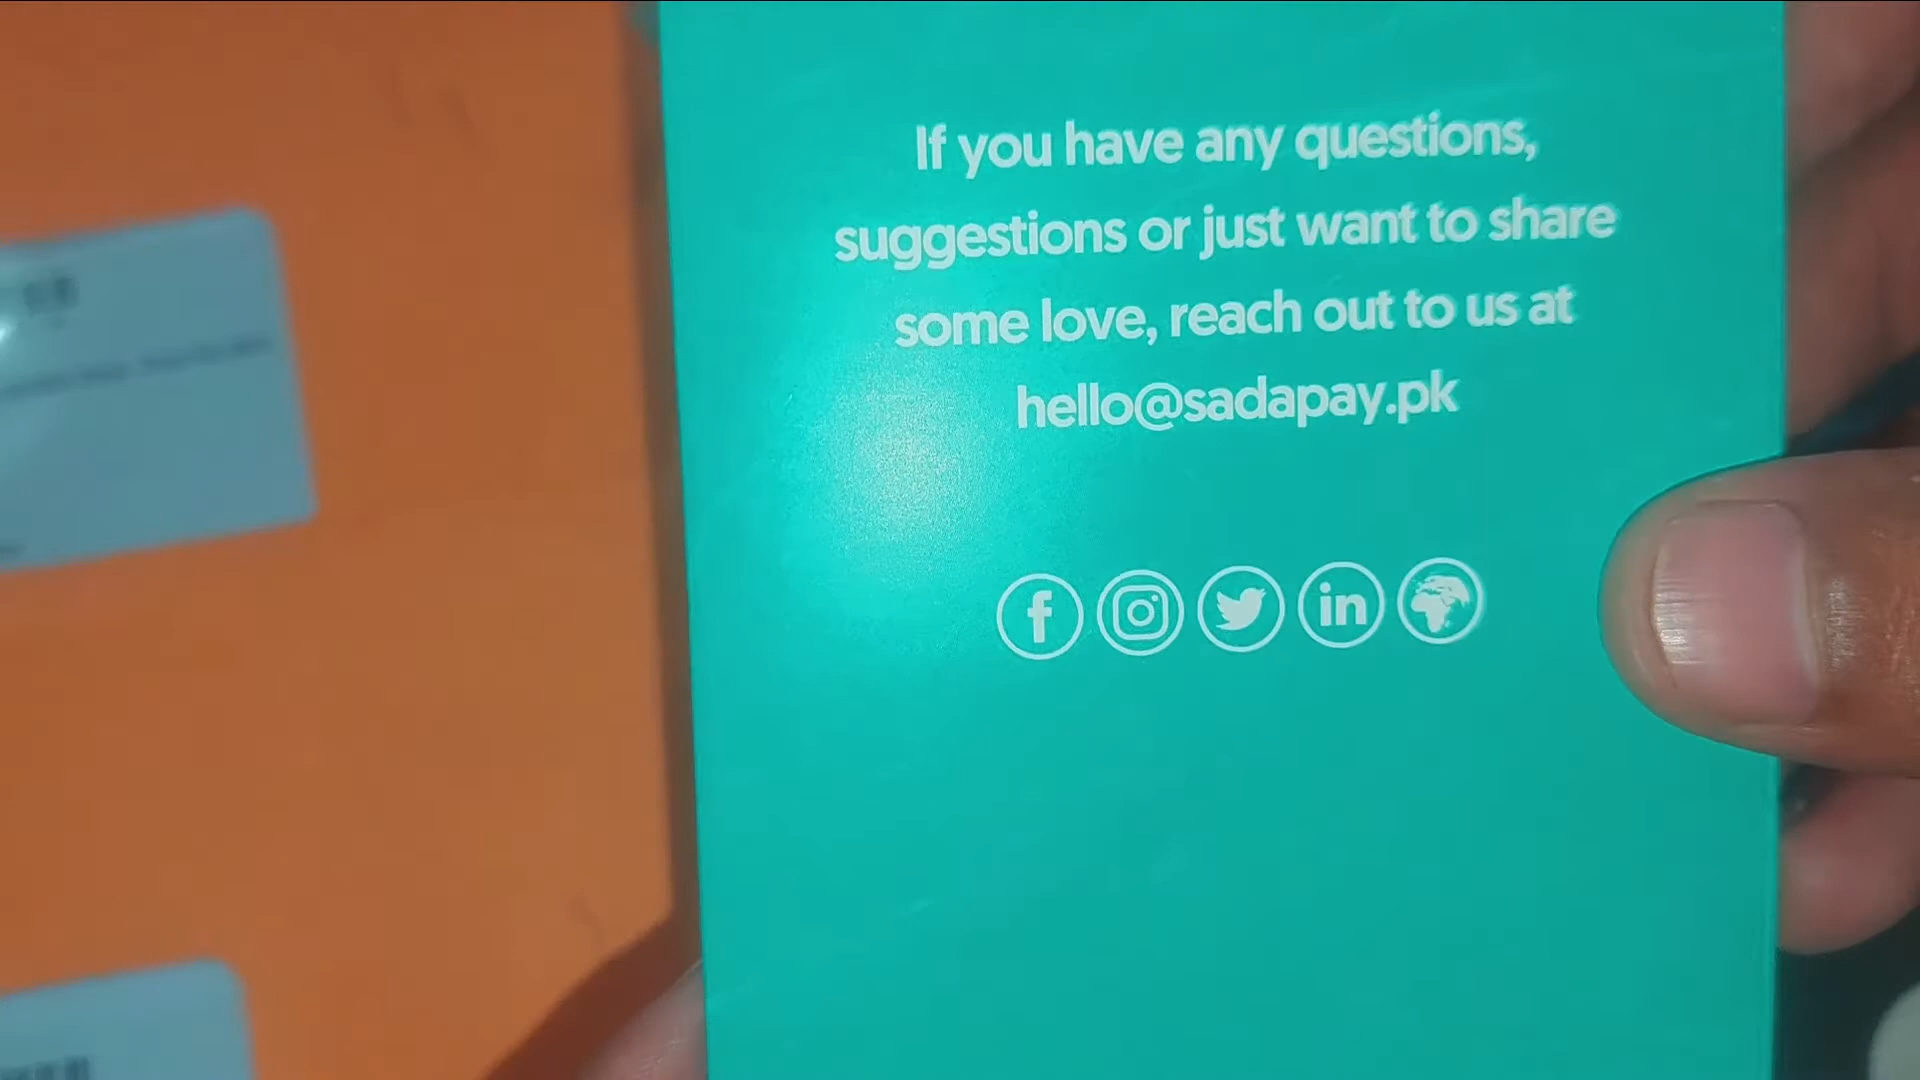 If you have any questions,
suggestions or just want to share
some love, reach out to us at
hello@sadapay.pk
f
in